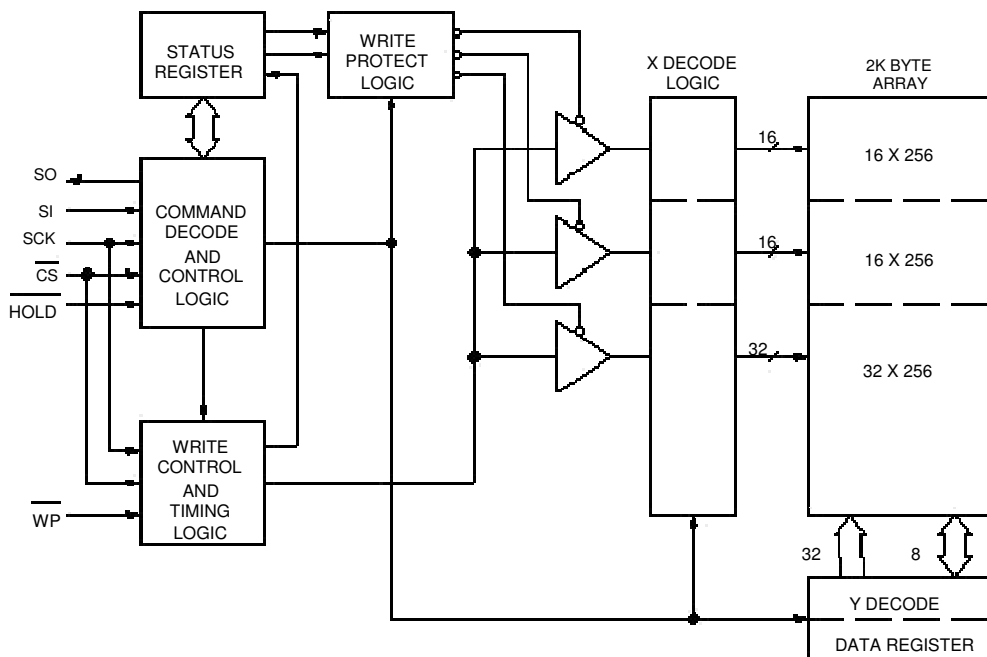 STATUS
REGISTER
WRITE
PROTECT
LOGIC
X DECODE
LOGIC
2K BYTE
ARRAY
16
16 X 256
SO
SI
SCK
CS
HOLD
COMMAND
DECODE
AND
CONTROL
LOGIC
16
16 X 256
32
32 X 256
WRITE
CONTROL
AND
TIMING
LOGIC
WP
32
8
Y DECODE
DATA REGISTER